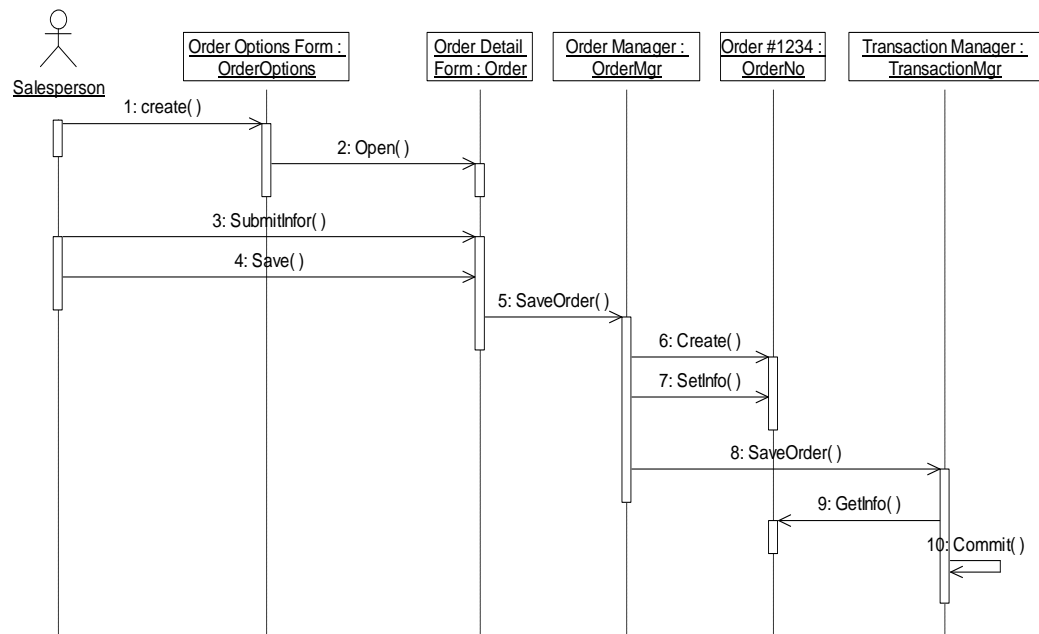 Order Options Form :
OrderOptions
Order Detail
Form : Order
Order Manager :
OrderMgr
Order #1234 :
OrderNo
Transaction Manager :
TransactionMgr
Salesperson
1: create( )
2: Open( )
3: SubmitInfor( )
4: Save( )
5: SaveOrder( )
6: Create( )
7: SetInfo( )
8: SaveOrder( )
9: GetInfo( )
10: Commit( )